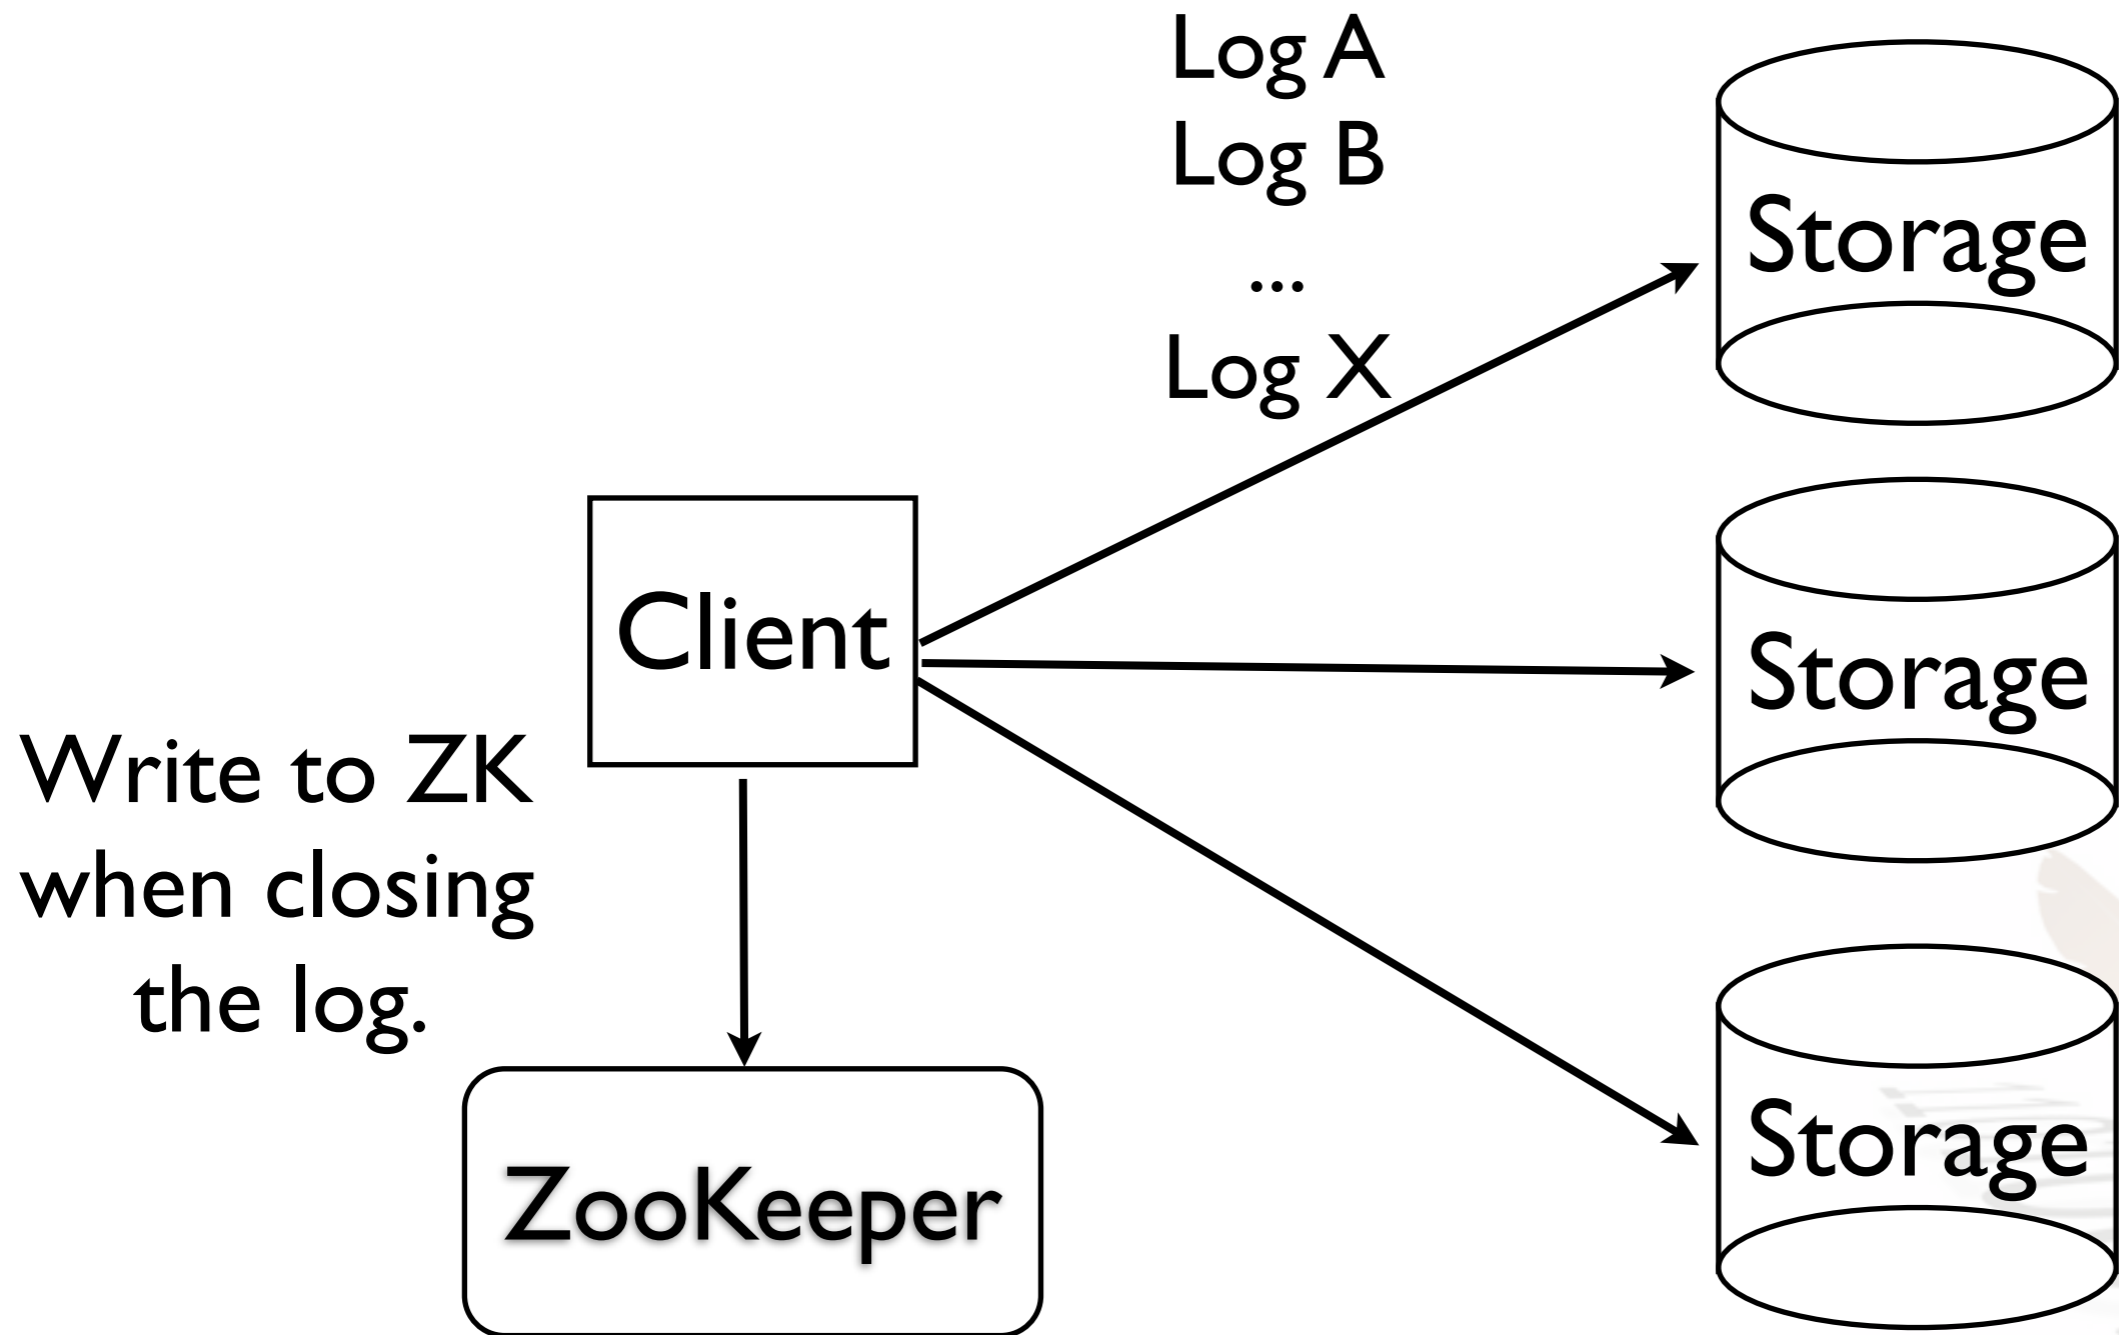 Log A
Log B
...
Log X
Storage
Client
Storage
Write to ZK
when closing
the log.
Storage
ZooKeeper